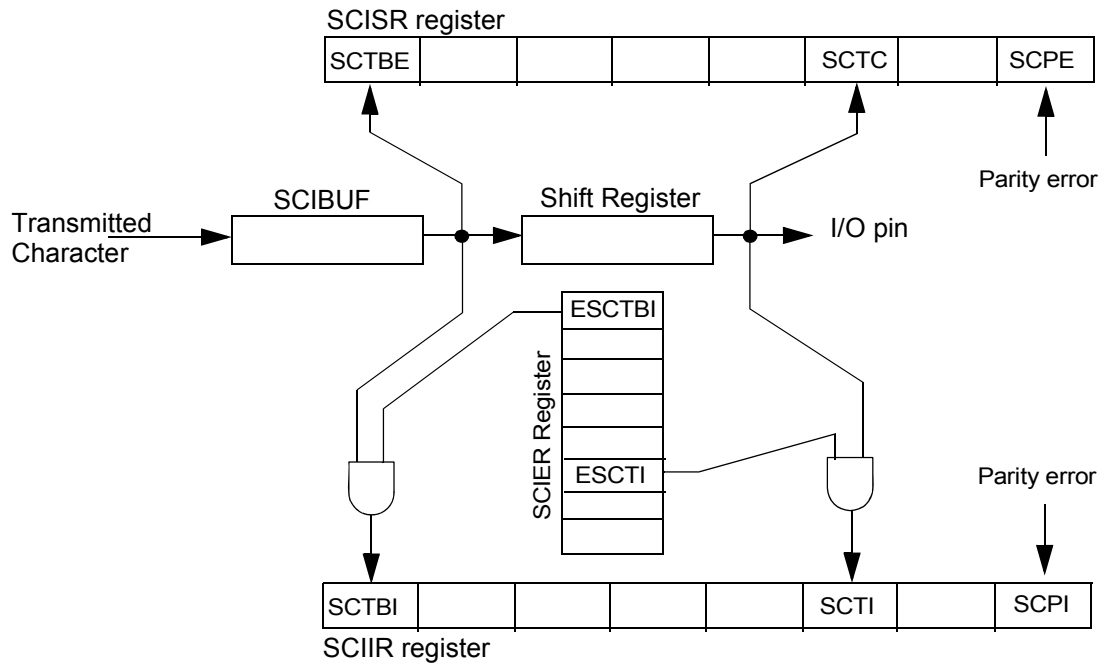 SCISR register
SCTBE
SCTC
SCPE
Parity error
SCIBUF
Shift Register
Transmitted
Character
I/O pin
ESCTBI
SCIER Register
ESCTI
Parity error
SCTBI
SCTI
SCPI
SCIIR register